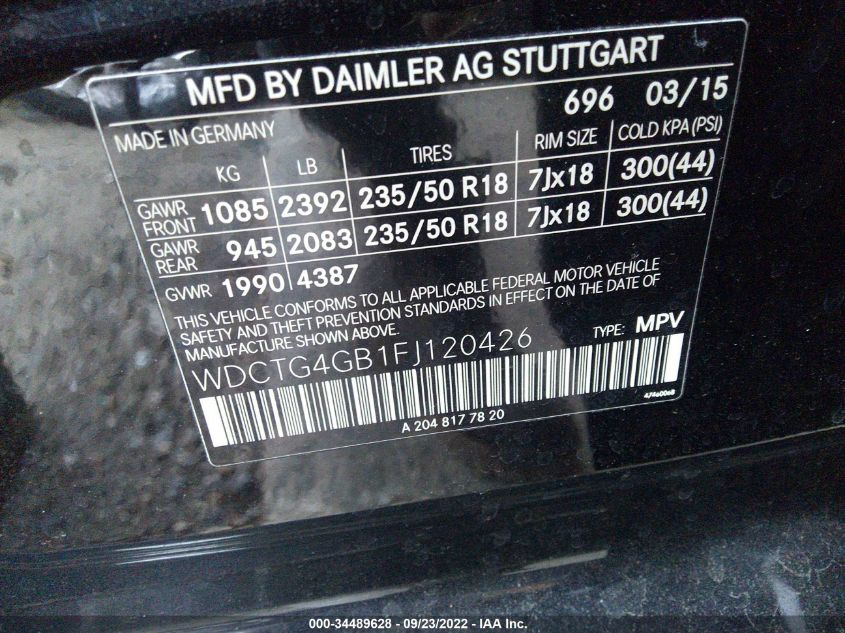 MFD BY DAIMLER AG STUTTGART
696 03/15
MADE IN GERMANY
KG LB TIRES RIM SIZE COLD KPA (PSI)
GAWR FRONT 1085 2392 235/50 R18 7Jx18 300(44)
GAWR REAR 945 2083 235/50 R18 7Jx18 300(44)
GVWR 1990 4387
THIS VEHICLE CONFORMS TO ALL APPLICABLE FEDERAL MOTOR VEHICLE
SAFETY AND THEFT PREVENTION STANDARDS IN EFFECT ON THE DATE OF
MANUFACTURE SHOWN ABOVE
TYPE: MPV
WDCTG4GB1FJ120426
A 204 817 78 20
000-34489628 - 09/23/2022 - IAA Inc.